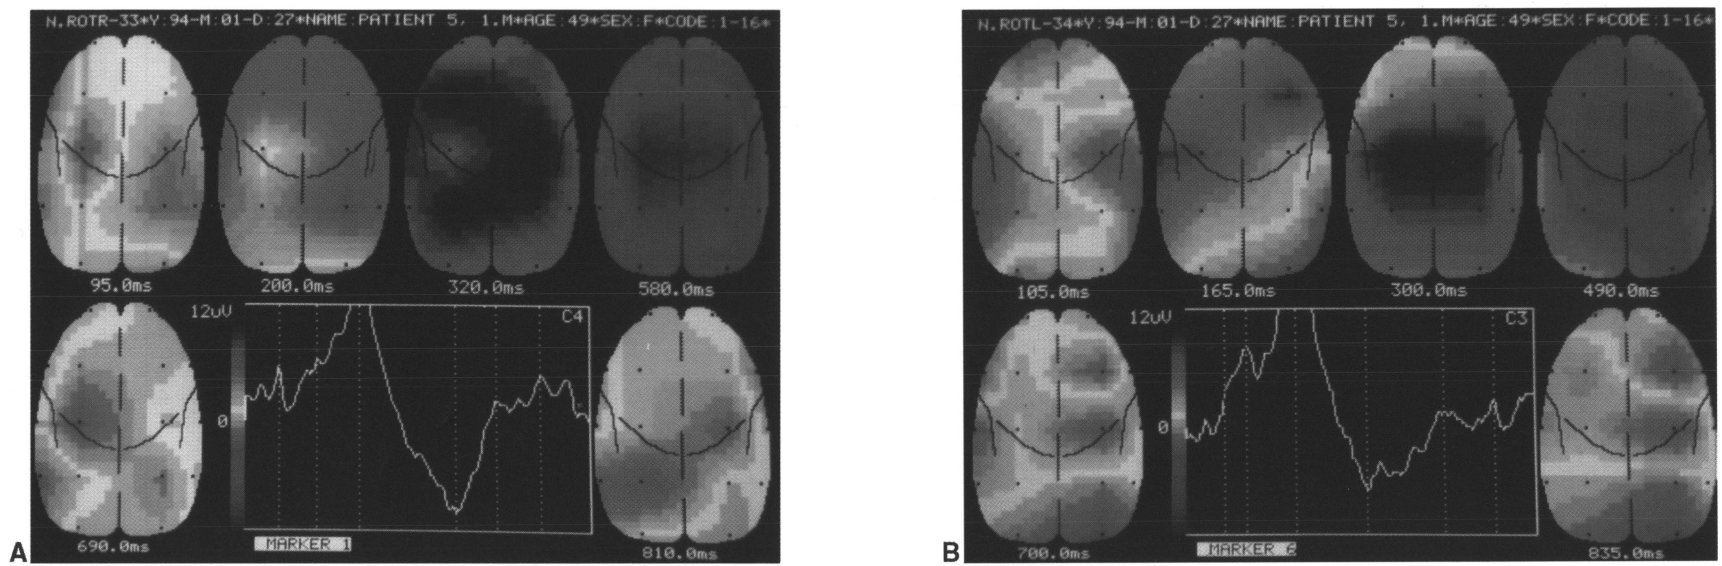 N.ROTR-33*Y:94-M:01-D:27*NAME:PATIENT 5, 1.M*AGE:49*SEX:F*CODE:1-16*
95.0ms
200.0ms
320.0ms
580.0ms
12uV
C4
0
MARKER 1
690.0ms
810.0ms
A
N.ROTL-34*Y:94-M:01-D:27*NAME:PATIENT 5, 1.M*AGE:49*SEX:F*CODE:1-16*
105.0ms
165.0ms
300.0ms
490.0ms
12uV
C3
0
MARKER 6
700.0ms
835.0ms
B